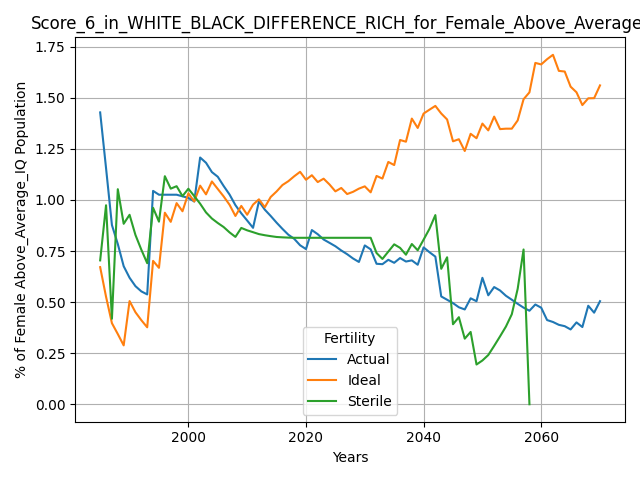 Score_6_in_WHITE_BLACK_DIFFERENCE_RICH_for_Female_Above_Average
1.75
1.50
1.25
1.00
0.75
0.50
0.25
0.00
% of Female Above_Average_IQ Population
Fertility
Actual
Ideal
Sterile
2000 2020 2040 2060
Years